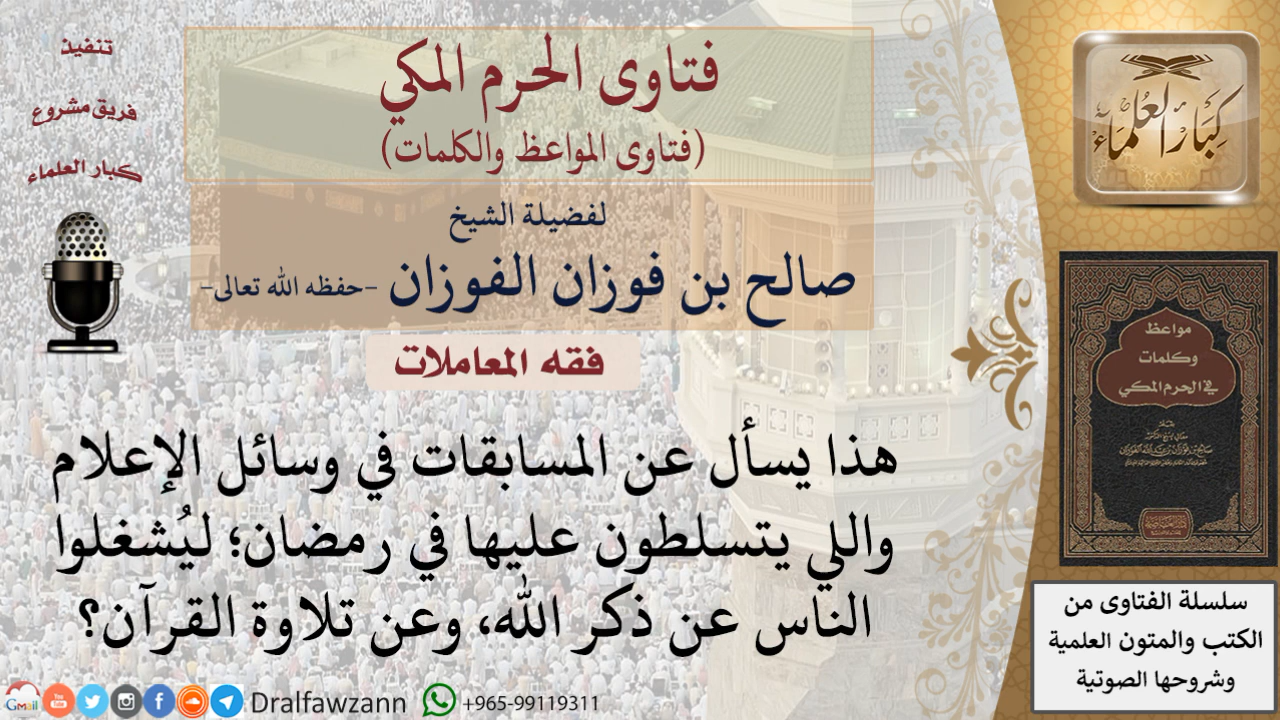 تنفيذ
فريق مشروع
كبار العلماء
فتاوى الحرم المكي
(فتاوى المواعظ والكلمات)
لفضيلة الشيخ
صالح بن فوزان الفوزان -حفظه الله تعالى-
فقه المعاملات
هذا يسأل عن المسابقات في وسائل الإعلام
واللي يتسلطون عليها في رمضان؛ ليُشغلوا
الناس عن ذكر الله، وعن تلاوة القرآن؟
كبار العلماء
مواعظ
وكلمات
في الحرم المكي
سلسلة الفتاوى من
الكتب والمتون العلمية
وشروحها الصوتية
Gmail
You
Tube
Dralfawzann
+965-99119311